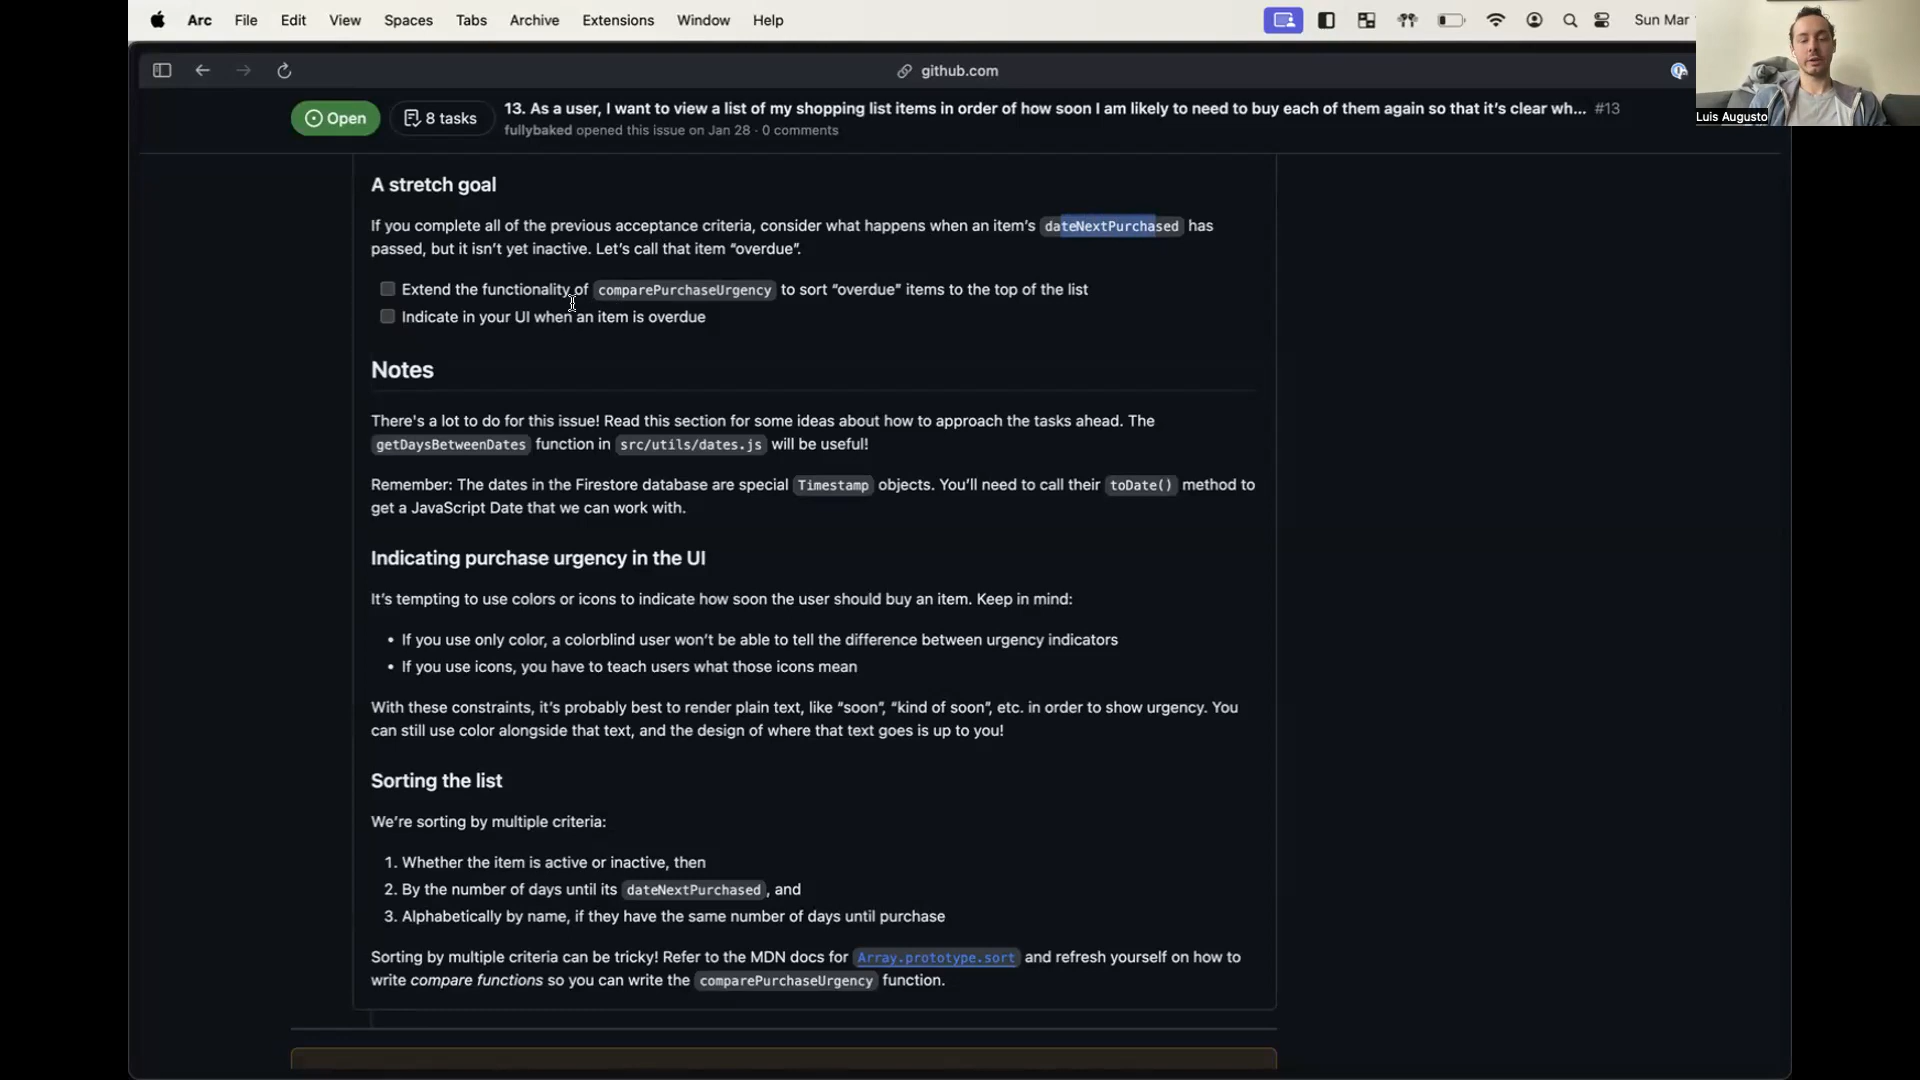 Arc File Edit View Spaces Tabs Archive Extensions Window Help Sun Mar
github.com
Open 8 tasks 13. As a user, I want to view a list of my shopping list items in order of how soon I am likely to need to buy each of them again so that it’s clear wh... #13
fullybaked opened this issue on Jan 28 · 0 comments
Luis Augusto
A stretch goal
If you complete all of the previous acceptance criteria, consider what happens when an item’s dateNextPurchased has
passed, but it isn’t yet inactive. Let’s call that item “overdue”.
Extend the functionality of comparePurchaseUrgency to sort “overdue” items to the top of the list
Indicate in your UI when an item is overdue
Notes
There's a lot to do for this issue! Read this section for some ideas about how to approach the tasks ahead. The
getDaysBetweenDates function in src/utils/dates.js will be useful!
Remember: The dates in the Firestore database are special Timestamp objects. You’ll need to call their toDate() method to
get a JavaScript Date that we can work with.
Indicating purchase urgency in the UI
It’s tempting to use colors or icons to indicate how soon the user should buy an item. Keep in mind:
• If you use only color, a colorblind user won’t be able to tell the difference between urgency indicators
• If you use icons, you have to teach users what those icons mean
With these constraints, it’s probably best to render plain text, like “soon”, “kind of soon”, etc. in order to show urgency. You
can still use color alongside that text, and the design of where that text goes is up to you!
Sorting the list
We’re sorting by multiple criteria:
1. Whether the item is active or inactive, then
2. By the number of days until its dateNextPurchased, and
3. Alphabetically by name, if they have the same number of days until purchase
Sorting by multiple criteria can be tricky! Refer to the MDN docs for Array.prototype.sort and refresh yourself on how to
write compare functions so you can write the comparePurchaseUrgency function.